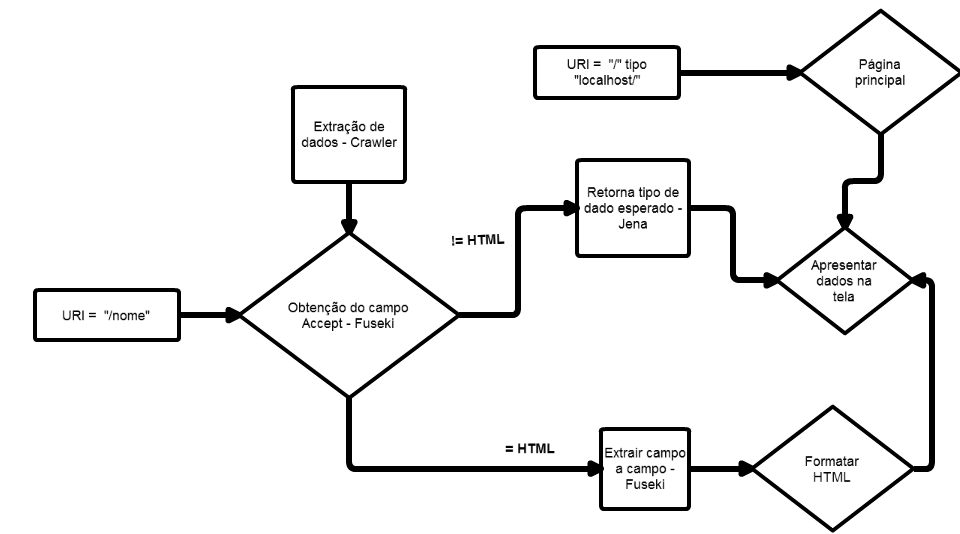 URI =  "/" tipo
"localhost/"
Página
principal
Extração de
dados - Crawler
Retorna tipo de
dado esperado -
Jena
!= HTML
Apresentar
dados na
tela
URI =  "/nome"
Obtenção do campo
Accept - Fuseki
= HTML
Extrair campo
a campo -
Fuseki
Formatar
HTML